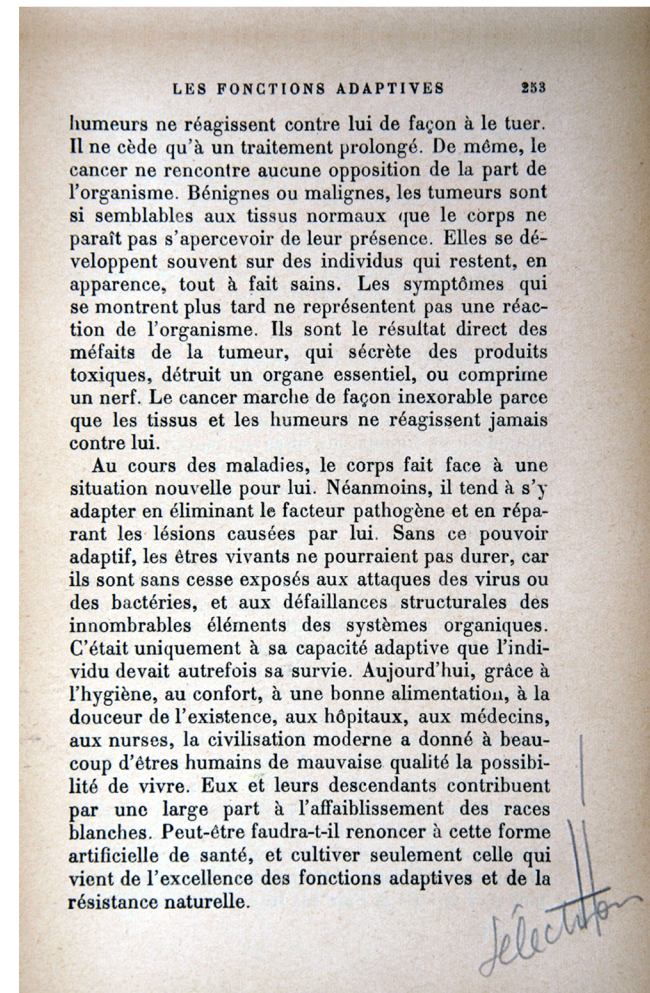 LES FONCTIONS ADAPTIVES 253
humeurs ne réagissent contre lui de façon à le tuer.
Il ne cède qu'à un traitement prolongé. De même, le
cancer ne rencontre aucune opposition de la part de
l'organisme. Bénignes ou malignes, les tumeurs sont
si semblables aux tissus normaux que le corps ne
paraît pas s'apercevoir de leur présence. Elles se dé-
veloppent souvent sur des individus qui restent, en
apparence, tout à fait sains. Les symptômes qui
se montrent plus tard ne représentent pas une réac-
tion de l'organisme. Ils sont le résultat direct des
méfaits de la tumeur, qui sécrète des produits
toxiques, détruit un organe essentiel, ou comprime
un nerf. Le cancer marche de façon inexorable parce
que les tissus et les humeurs ne réagissent jamais
contre lui.
Au cours des maladies, le corps fait face à une
situation nouvelle pour lui. Néanmoins, il tend à s'y
adapter en éliminant le facteur pathogène et en répa-
rant les lésions causées par lui. Sans ce pouvoir
adaptif, les êtres vivants ne pourraient pas durer, car
ils sont sans cesse exposés aux attaques des virus ou
des bactéries, et aux défaillances structurales des
innombrables éléments des systèmes organiques.
C'était uniquement à sa capacité adaptive que l'indi-
vidu devait autrefois sa survie. Aujourd'hui, grâce à
l'hygiène, au confort, à une bonne alimentation, à la
douceur de l'existence, aux hôpitaux, aux médecins,
aux nurses, la civilisation moderne a donné à beau-
coup d'êtres humains de mauvaise qualité la possibi-
lité de vivre. Eux et leurs descendants contribuent
par une large part à l'affaiblissement des races
blanches. Peut-être faudra-t-il renoncer à cette forme
artificielle de santé, et cultiver seulement celle qui
vient de l'excellence des fonctions adaptives et de la
résistance naturelle.
Sélection